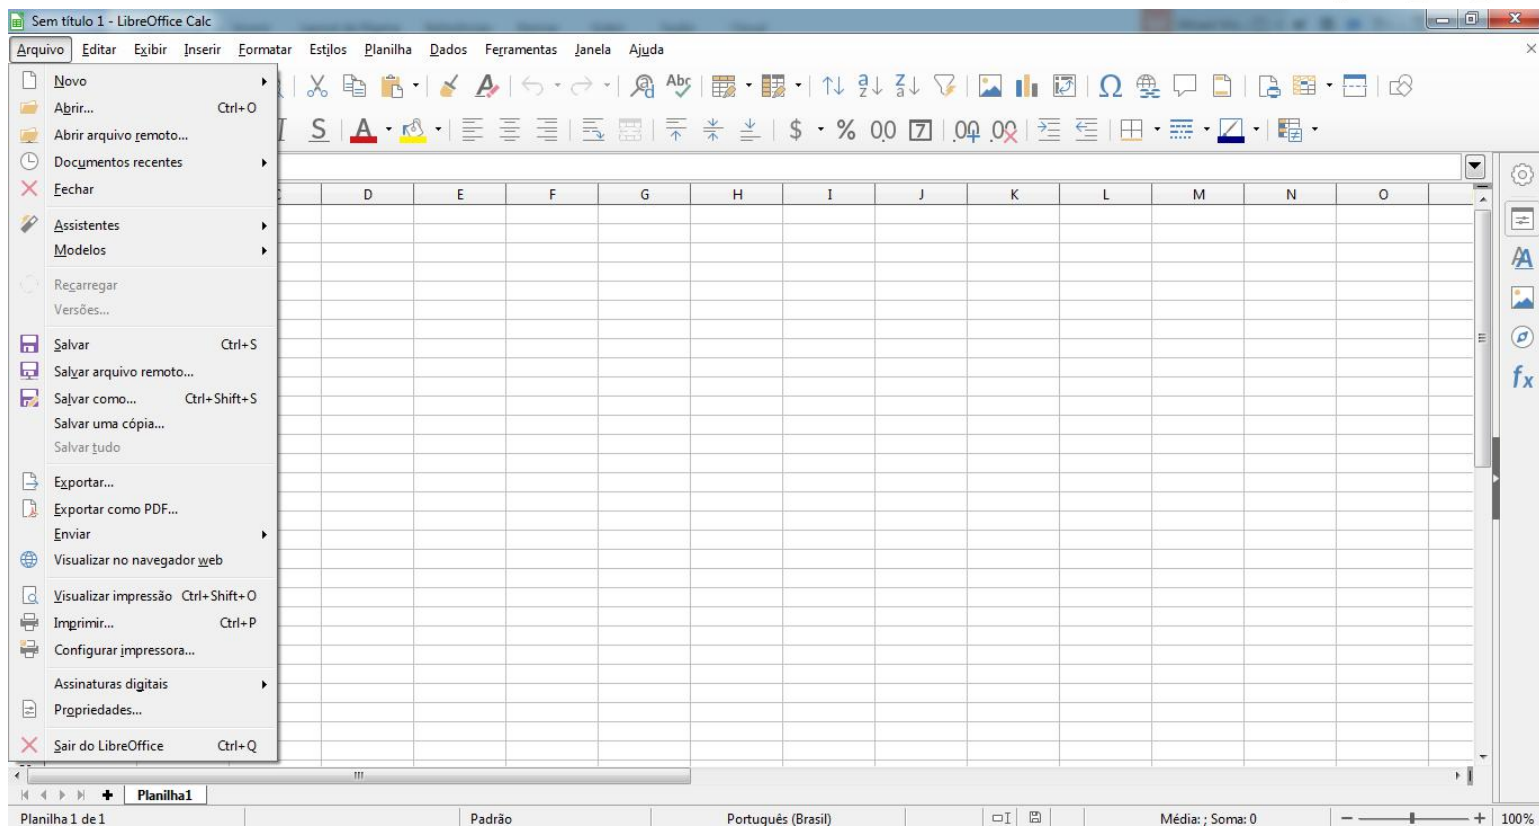 Sem título 1 - LibreOffice Calc
Arquivo Editar Exibir Inserir Formatar Estilos Planilha Dados Ferramentas Janela Ajuda
Novo
Abrir... Ctrl+O
Abrir arquivo remoto...
Documentos recentes
Fechar
Assistentes
Modelos
Recarregar
Versões...
Salvar Ctrl+S
Salvar arquivo remoto...
Salvar como... Ctrl+Shift+S
Salvar uma cópia...
Salvar tudo
Exportar...
Exportar como PDF...
Enviar
Visualizar no navegador web
Visualizar impressão Ctrl+Shift+O
Imprimir... Ctrl+P
Configurar impressora...
Assinaturas digitais
Propriedades...
Sair do LibreOffice Ctrl+Q
D E F G H I J K L M N O
Planilha1
Planilha 1 de 1 Padrão Português (Brasil) Média: ; Soma: 0 100%